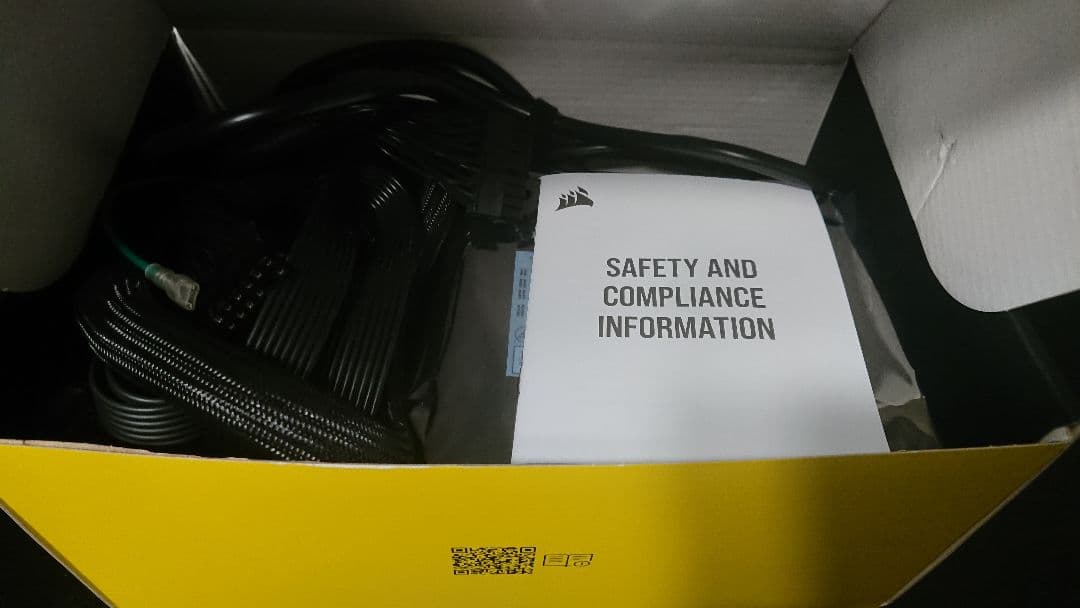 SAFETY AND
COMPLIANCE
INFORMATION